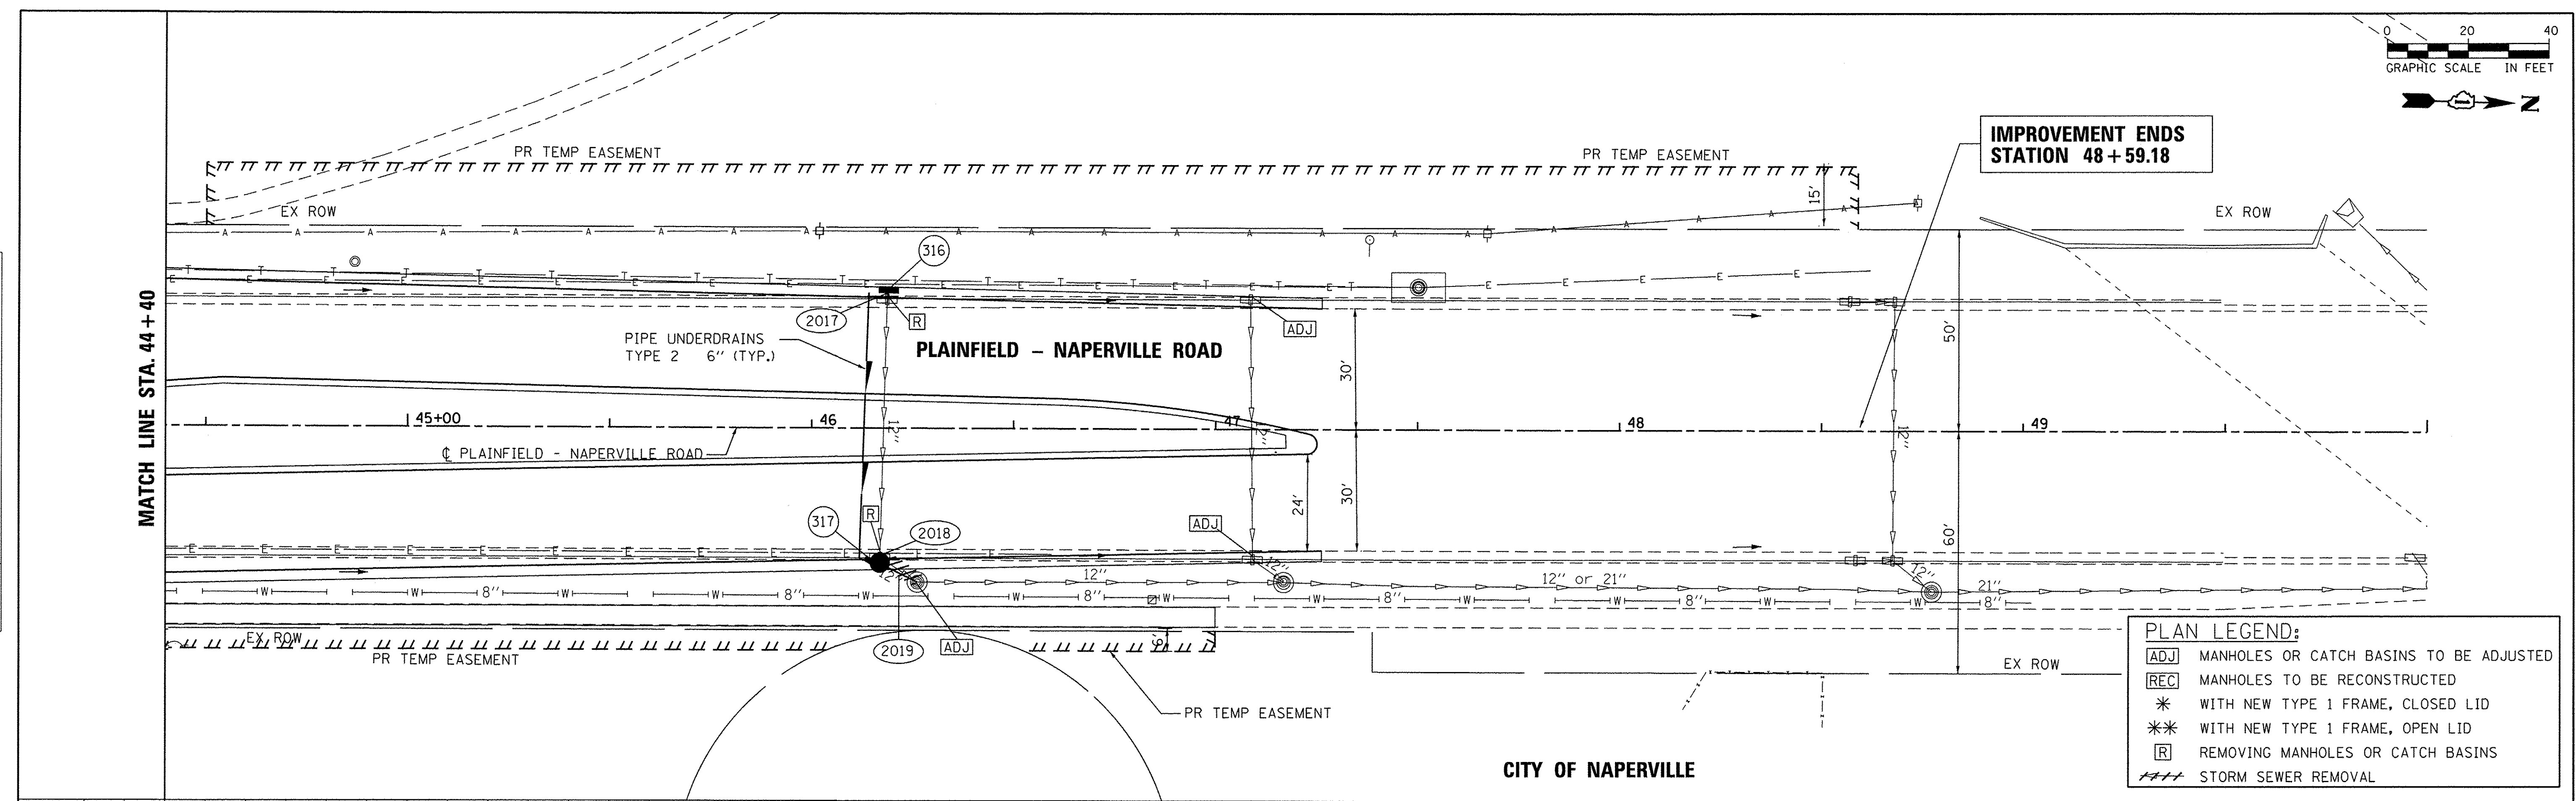 0 20 40
GRAPHIC SCALE IN FEET
N
IMPROVEMENT ENDS
STATION 48+59.18
PR TEMP EASEMENT
PR TEMP EASEMENT
15'
EX ROW
EX ROW
A A A A A A A A A A A A A A A A A A A A A
316
T T T T T T T T T T T T T T T T
E E E E E E E E E E E E E E E E E E
2017
R
ADJ
MATCH LINE STA. 44+40
PIPE UNDERDRAINS
TYPE 2 6" (TYP.)
PLAINFIELD - NAPERVILLE ROAD
30'
50'
45+00 46 47 48 49
12"
12"
12"
℄ PLAINFIELD - NAPERVILLE ROAD
24'
30'
60'
317
R
2018
ADJ
E E E E E E E E E
12" 12" 12" 12" or 21" 12" 21"
W 8" W W 8" W W 8" W W 8" W W 8" W W 8"
EX ROW
PR TEMP EASEMENT
2019
ADJ
6'
PR TEMP EASEMENT
EX ROW
CITY OF NAPERVILLE
PLAN LEGEND:
ADJ MANHOLES OR CATCH BASINS TO BE ADJUSTED
REC MANHOLES TO BE RECONSTRUCTED
* WITH NEW TYPE 1 FRAME, CLOSED LID
** WITH NEW TYPE 1 FRAME, OPEN LID
R REMOVING MANHOLES OR CATCH BASINS
STORM SEWER REMOVAL